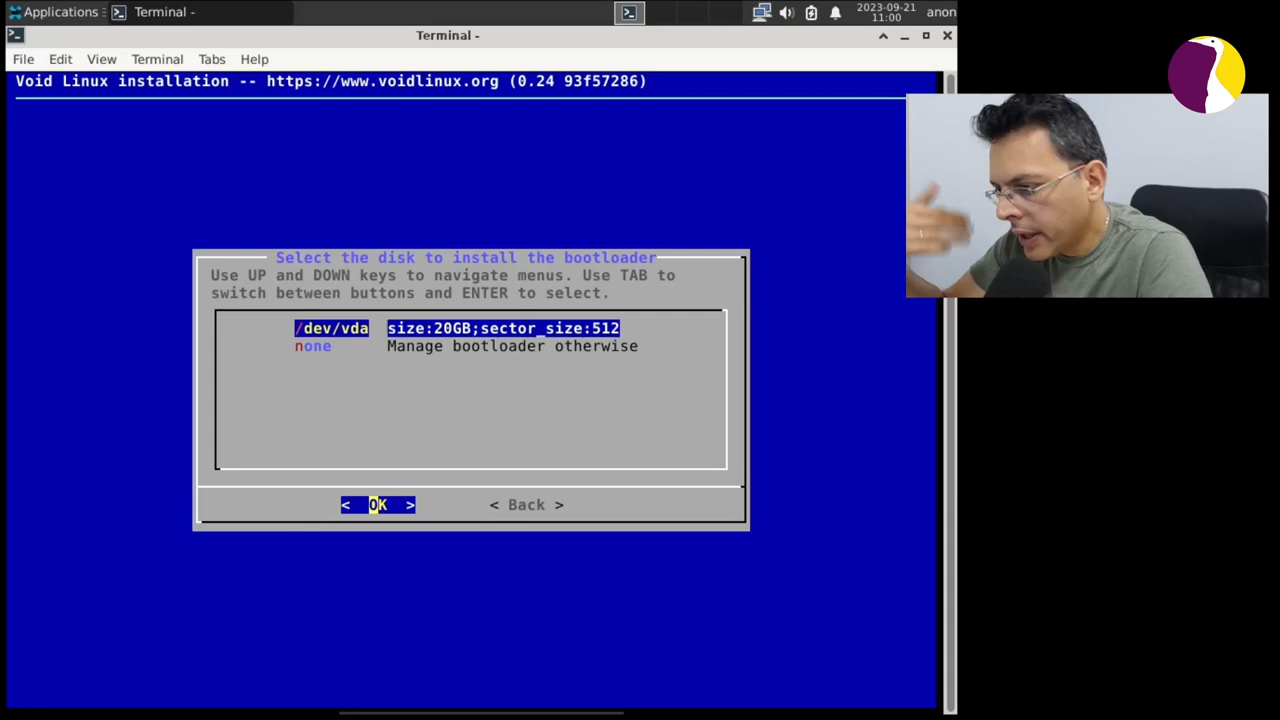 Applications Terminal - 2023-09-21 anon
11:00
Terminal -
File Edit View Terminal Tabs Help
Void Linux installation -- https://www.voidlinux.org (0.24 93f57286)
Select the disk to install the bootloader
Use UP and DOWN keys to navigate menus. Use TAB to
switch between buttons and ENTER to select.
/dev/vda size:20GB;sector_size:512
none Manage bootloader otherwise
< OK > < Back >